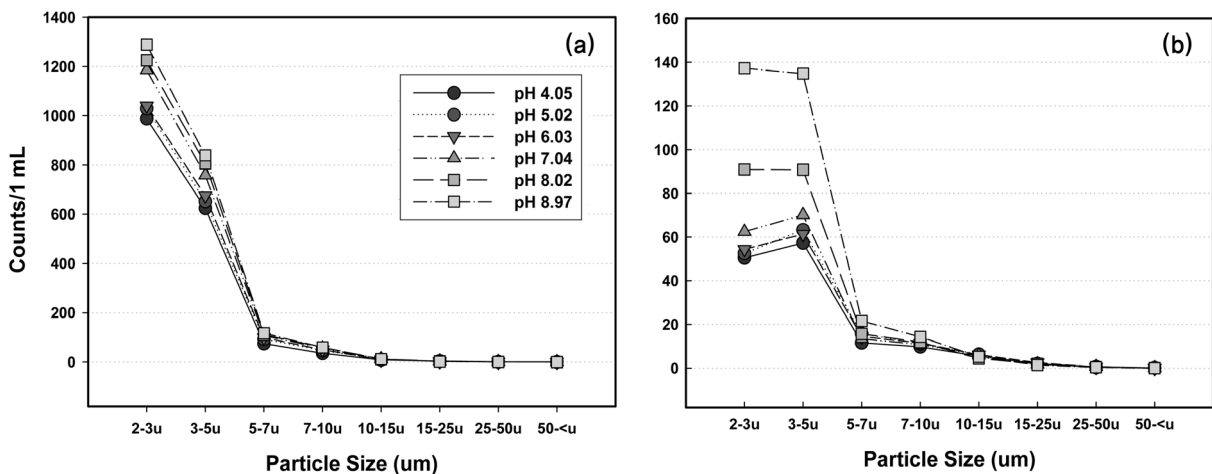 (a)
Counts/1 mL
1400
1200
1000
800
600
400
200
0
pH 4.05
pH 5.02
pH 6.03
pH 7.04
pH 8.02
pH 8.97
2-3u 3-5u 5-7u 7-10u 10-15u 15-25u 25-50u 50-<u
Particle Size (um)
(b)
160
140
120
100
80
60
40
20
0
2-3u 3-5u 5-7u 7-10u 10-15u 15-25u 25-50u 50-<u
Particle Size (um)